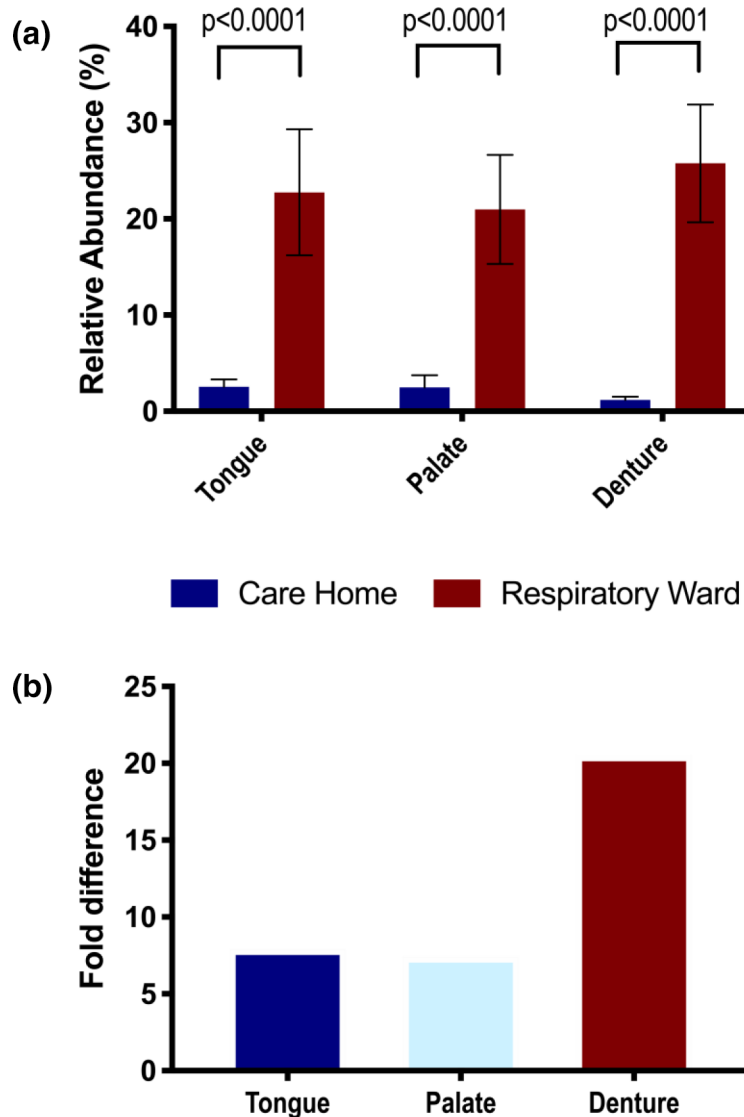 (a)
p<0.0001 p<0.0001 p<0.0001
Relative Abundance (%)
40
30
20
10
0
Tongue Palate Denture
Care Home Respiratory Ward
(b)
Fold difference
25
20
15
10
5
0
Tongue Palate Denture